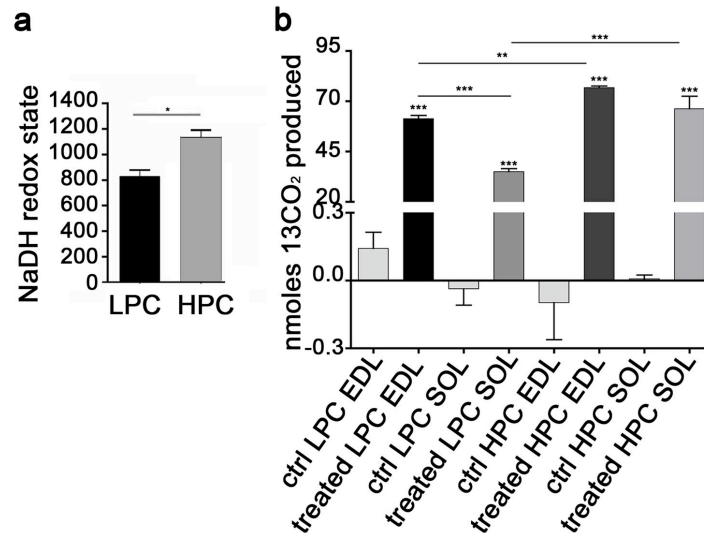 a
NaDH redox state
1400
1200
1000
800
600
400
200
0
*
LPC HPC
b
nmoles 13CO₂ produced
95
70
45
20
0.3
0.0
-0.3
***
**
***
***
***
***
***
ctrl LPC EDL
treated LPC EDL
ctrl LPC SOL
treated LPC SOL
ctrl HPC EDL
treated HPC EDL
ctrl HPC SOL
treated HPC SOL